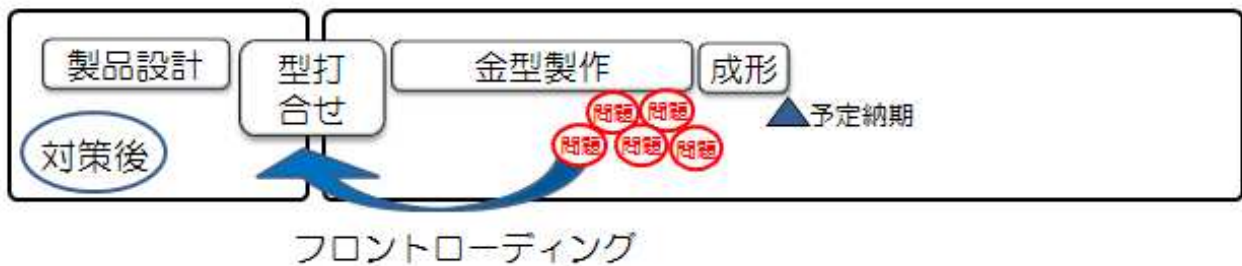 製品設計
型打
合せ
金型製作
成形
問題
問題
問題
問題
問題
予定納期
対策後
フロントローディング